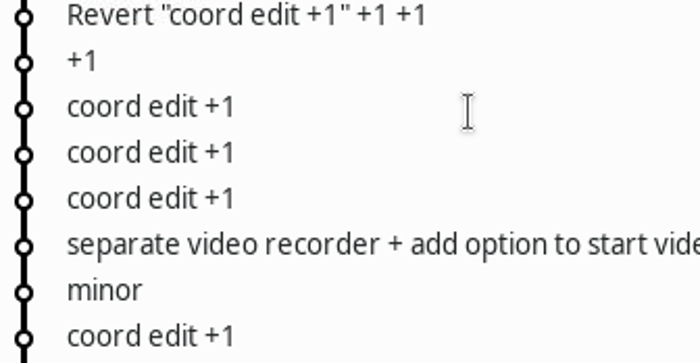 Revert "coord edit +1" +1 +1
+1
coord edit +1
coord edit +1
coord edit +1
separate video recorder + add option to start
minor
coord edit +1